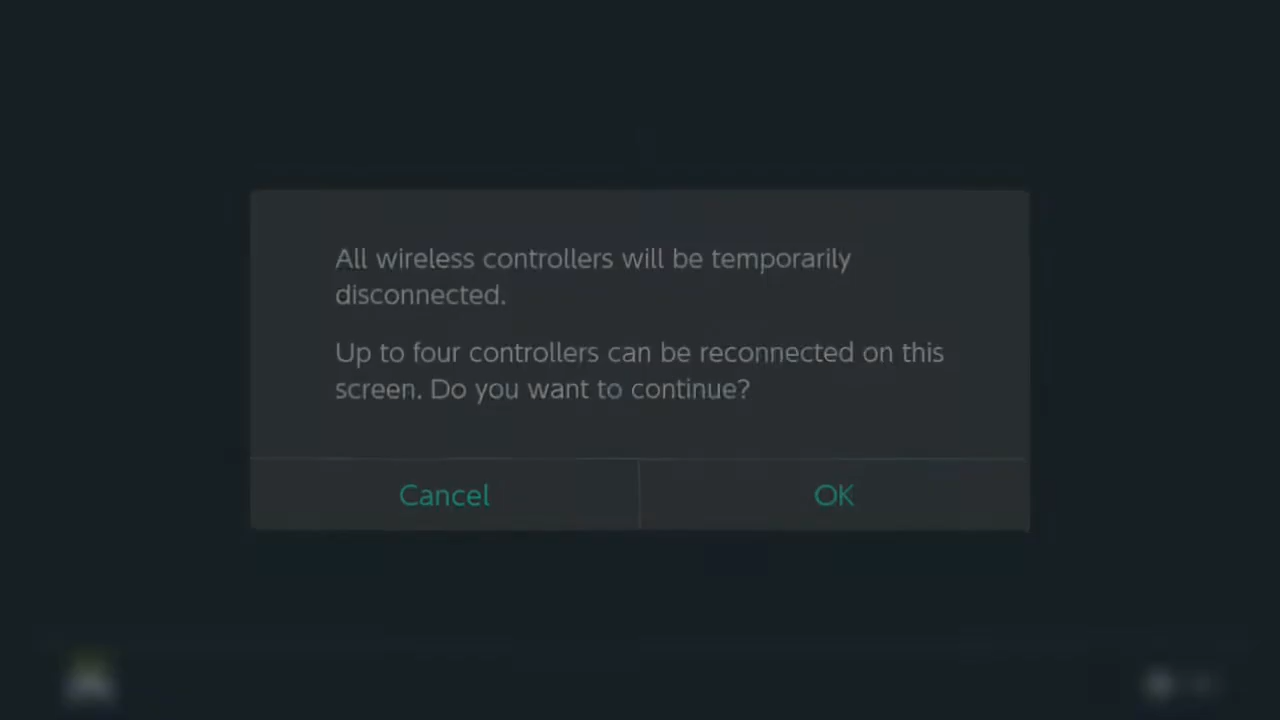 All wireless controllers will be temporarily
disconnected.
Up to four controllers can be reconnected on this
screen. Do you want to continue?
Cancel
OK